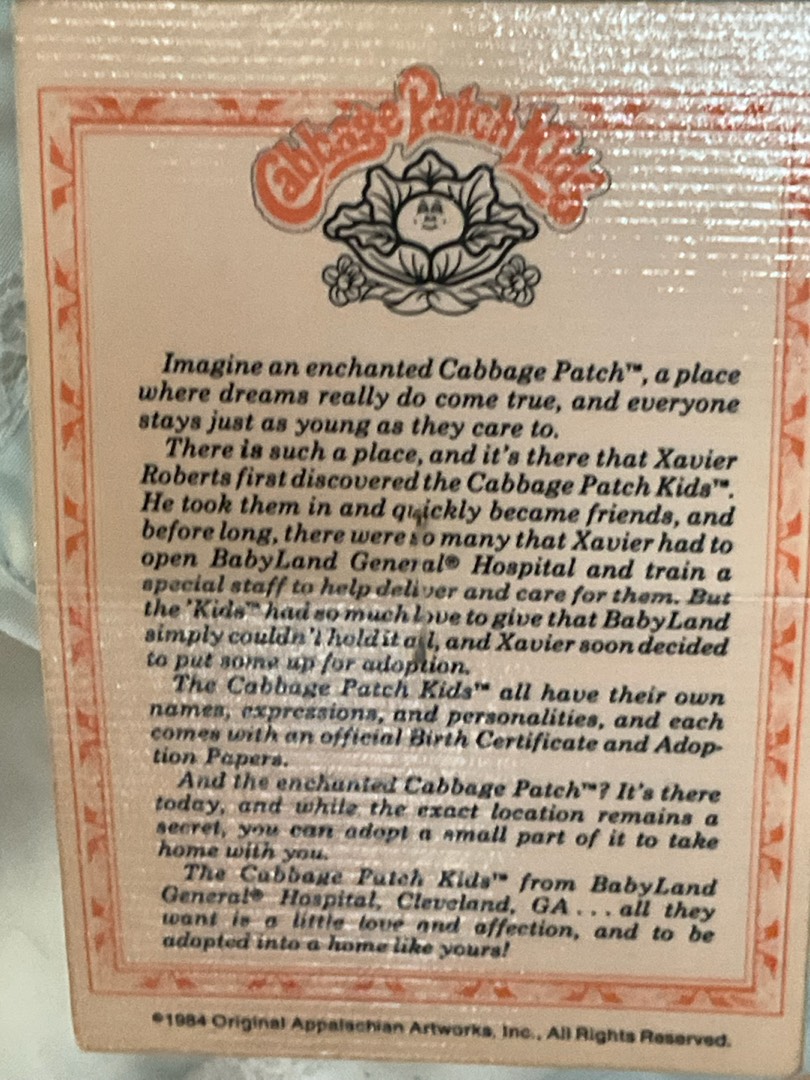 Cabbage Patch Kids
Imagine an enchanted Cabbage Patch™, a place
where dreams really do come true, and everyone
stays just as young as they care to.
There is such a place, and it's there that Xavier
Roberts first discovered the Cabbage Patch Kids™.
He took them in and quickly became friends, and
before long, there were so many that Xavier had to
open BabyLand General® Hospital and train a
special staff to help deliver and care for them. But
the 'Kids™ had so much love to give that BabyLand
simply couldn't hold it all, and Xavier soon decided
to put some up for adoption.
The Cabbage Patch Kids™ all have their own
names, expressions, and personalities, and each
comes with an official Birth Certificate and Adop-
tion Papers.
And the enchanted Cabbage Patch™? It's there
today, and while the exact location remains a
secret, you can adopt a small part of it to take
home with you.
The Cabbage Patch Kids™ from BabyLand
General® Hospital, Cleveland, GA . . . all they
want is a little love and affection, and to be
adopted into a home like yours!
©1984 Original Appalachian Artworks, Inc., All Rights Reserved.